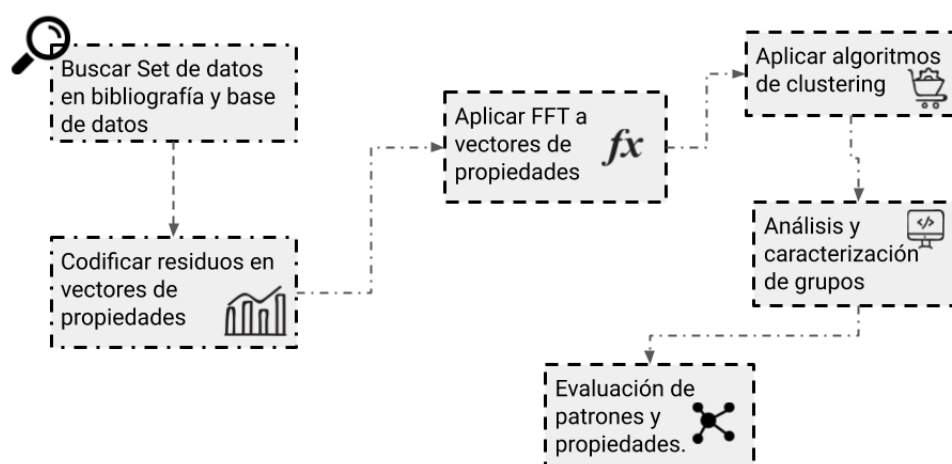 Buscar Set de datos
en bibliografía y base
de datos
Codificar residuos en
vectores de
propiedades
Aplicar FFT a
vectores de
propiedades
fx
Aplicar algoritmos
de clustering
</>
Análisis y
caracterización
de grupos
Evaluación de
patrones y
propiedades.